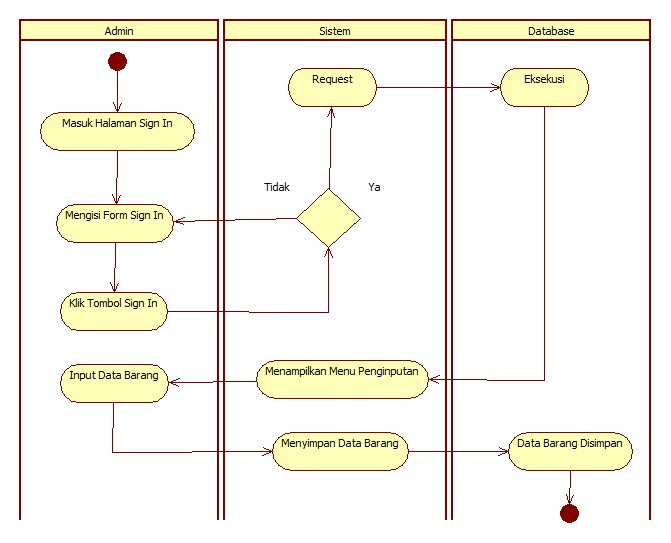 Admin
Sistem
Database
Request
Eksekusi
Masuk Halaman Sign In
Tidak
Ya
Mengisi Form Sign In
Klik Tombol Sign In
Menampilkan Menu Penginputan
Input Data Barang
Menyimpan Data Barang
Data Barang Disimpan